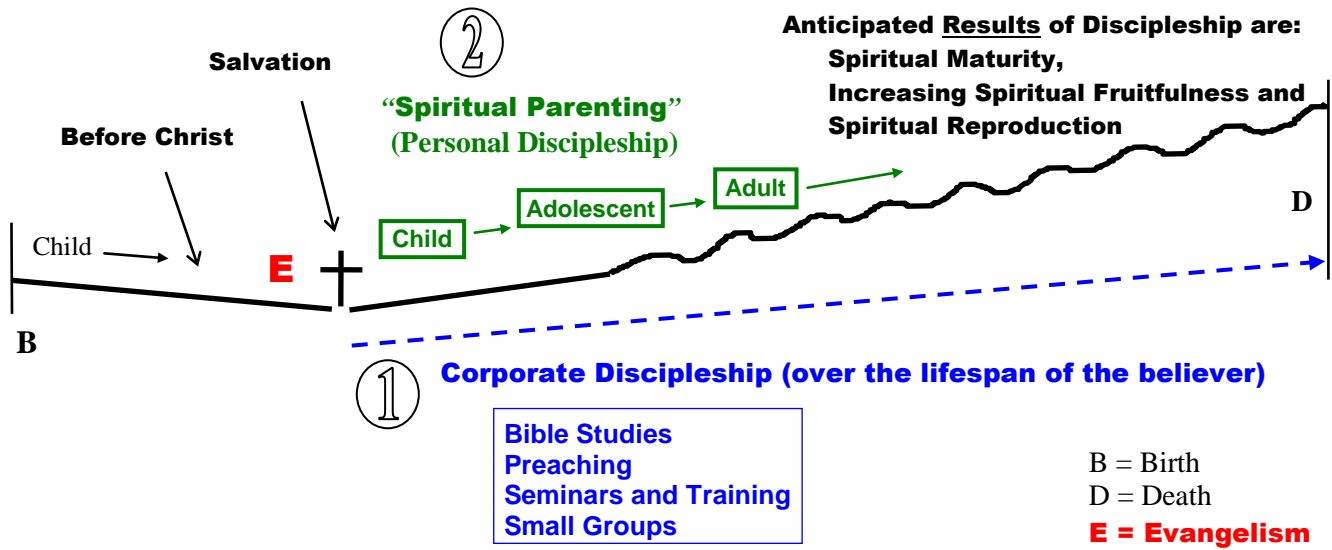 ②
Salvation
Before Christ
"Spiritual Parenting"
(Personal Discipleship)
Anticipated Results of Discipleship are:
Spiritual Maturity,
Increasing Spiritual Fruitfulness and
Spiritual Reproduction
Child
E
Child
Adolescent
Adult
D
B
①
Corporate Discipleship (over the lifespan of the believer)
Bible Studies
Preaching
Seminars and Training
Small Groups
B = Birth
D = Death
E = Evangelism